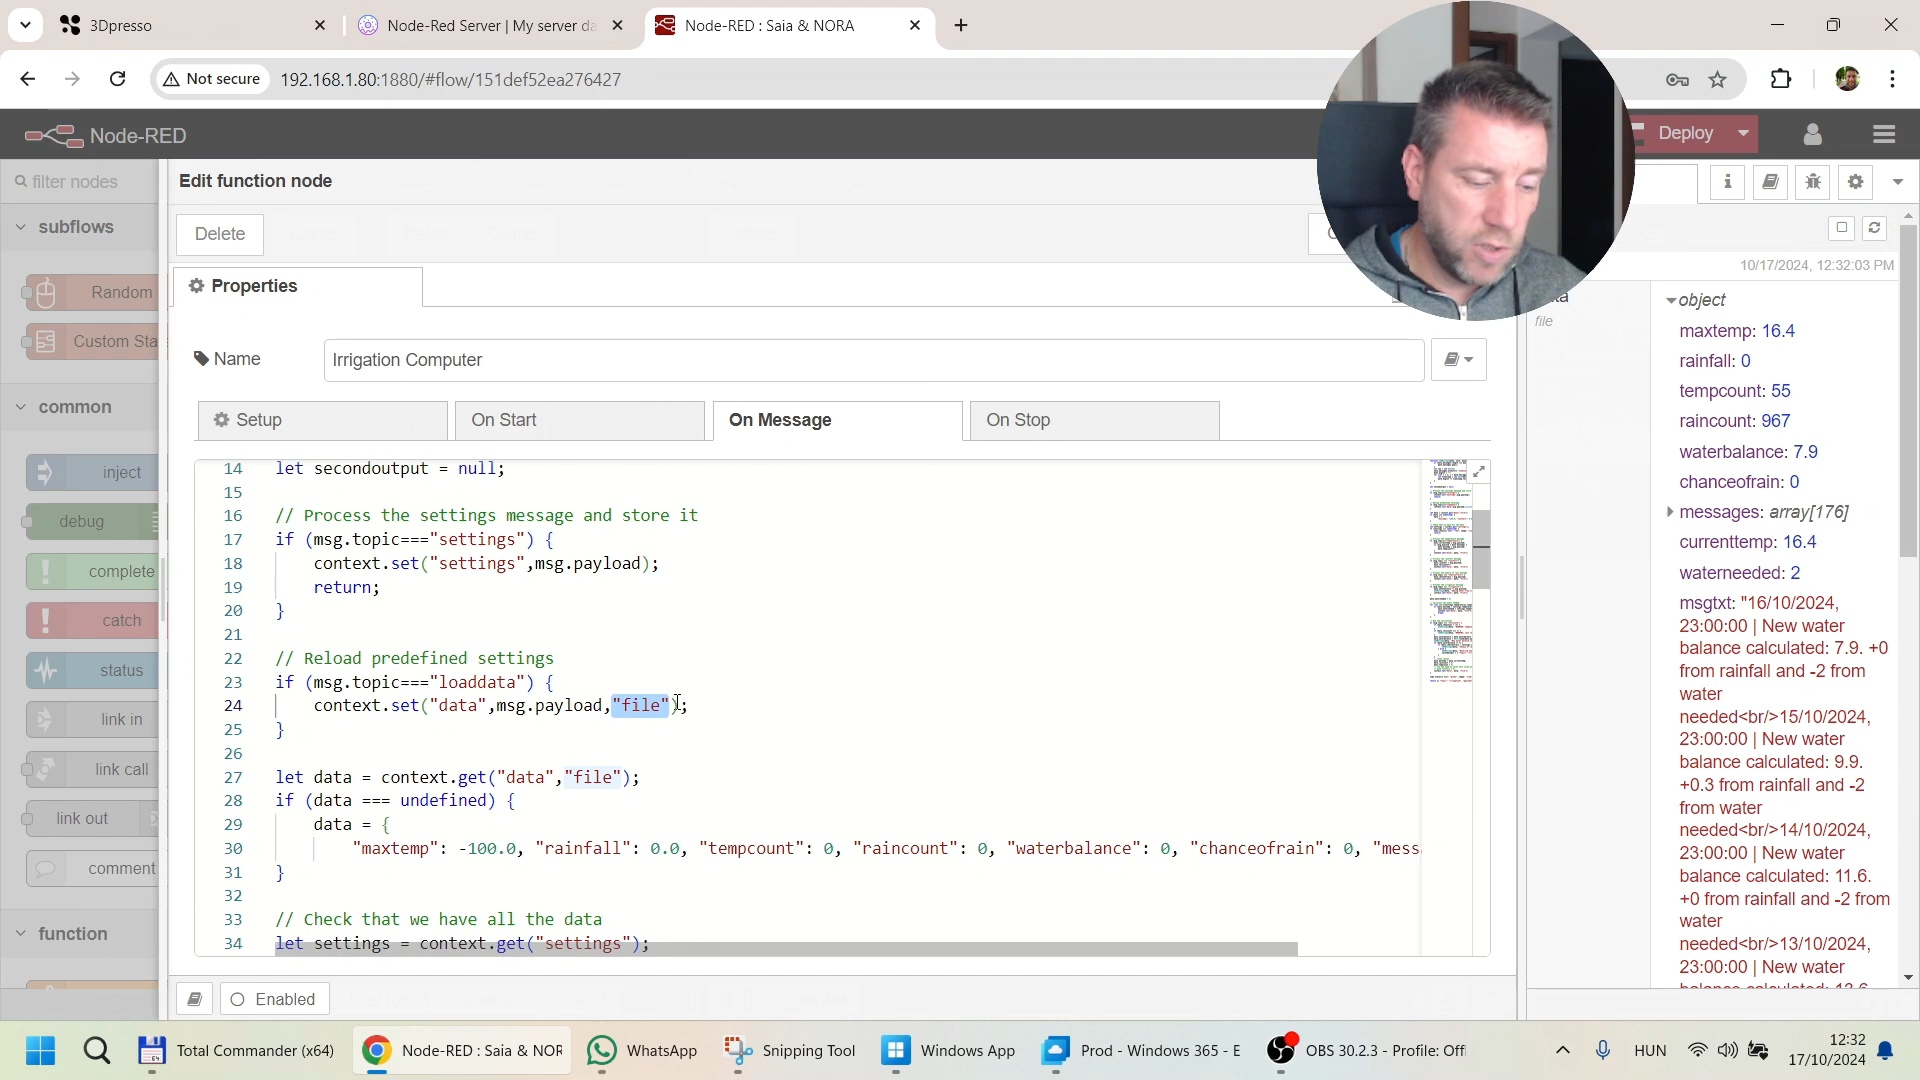 3Dpresso
Node-Red Server | My server da
Node-RED : Saia & NORA
Not secure
192.168.1.80:1880/#flow/151def52ea276427
Node-RED
Deploy
filter nodes
Edit function node
subflows
Delete
10/17/2024, 12:32:03 PM
Random
Properties
object
file
maxtemp: 16.4
Custom Sta
Name
Irrigation Computer
rainfall: 0
tempcount: 55
common
Setup
On Start
On Message
On Stop
raincount: 967
waterbalance: 7.9
inject
14 let secondoutput = null;
chanceofrain: 0
15
debug
16 // Process the settings message and store it
messages: array[176]
17 if (msg.topic==="settings") {
currenttemp: 16.4
complete
18 context.set("settings",msg.payload);
waterneeded: 2
19 return;
20 }
catch
21
22 // Reload predefined settings
status
23 if (msg.topic==="loaddata") {
24 context.set("data",msg.payload,"file");
link in
25 }
26
link call
27 let data = context.get("data","file");
28 if (data === undefined) {
link out
29 data = {
30 "maxtemp": -100.0, "rainfall": 0.0, "tempcount": 0, "raincount": 0, "waterbalance": 0, "chanceofrain": 0, "mess
comment
31 }
32
33 // Check that we have all the data
function
34 let settings = context.get("settings");
msgtxt: "16/10/2024,
23:00:00 | New water
balance calculated: 7.9. +0
from rainfall and -2 from
water
needed<br/>15/10/2024,
23:00:00 | New water
balance calculated: 9.9.
+0.3 from rainfall and -2
from water
needed<br/>14/10/2024,
23:00:00 | New water
balance calculated: 11.6.
+0 from rainfall and -2 from
water
needed<br/>13/10/2024,
23:00:00 | New water
Enabled
Total Commander (x64)
Node-RED : Saia & NOR
WhatsApp
Snipping Tool
Windows App
Prod - Windows 365 - E
OBS 30.2.3 - Profile: Off
HUN
12:32
17/10/2024